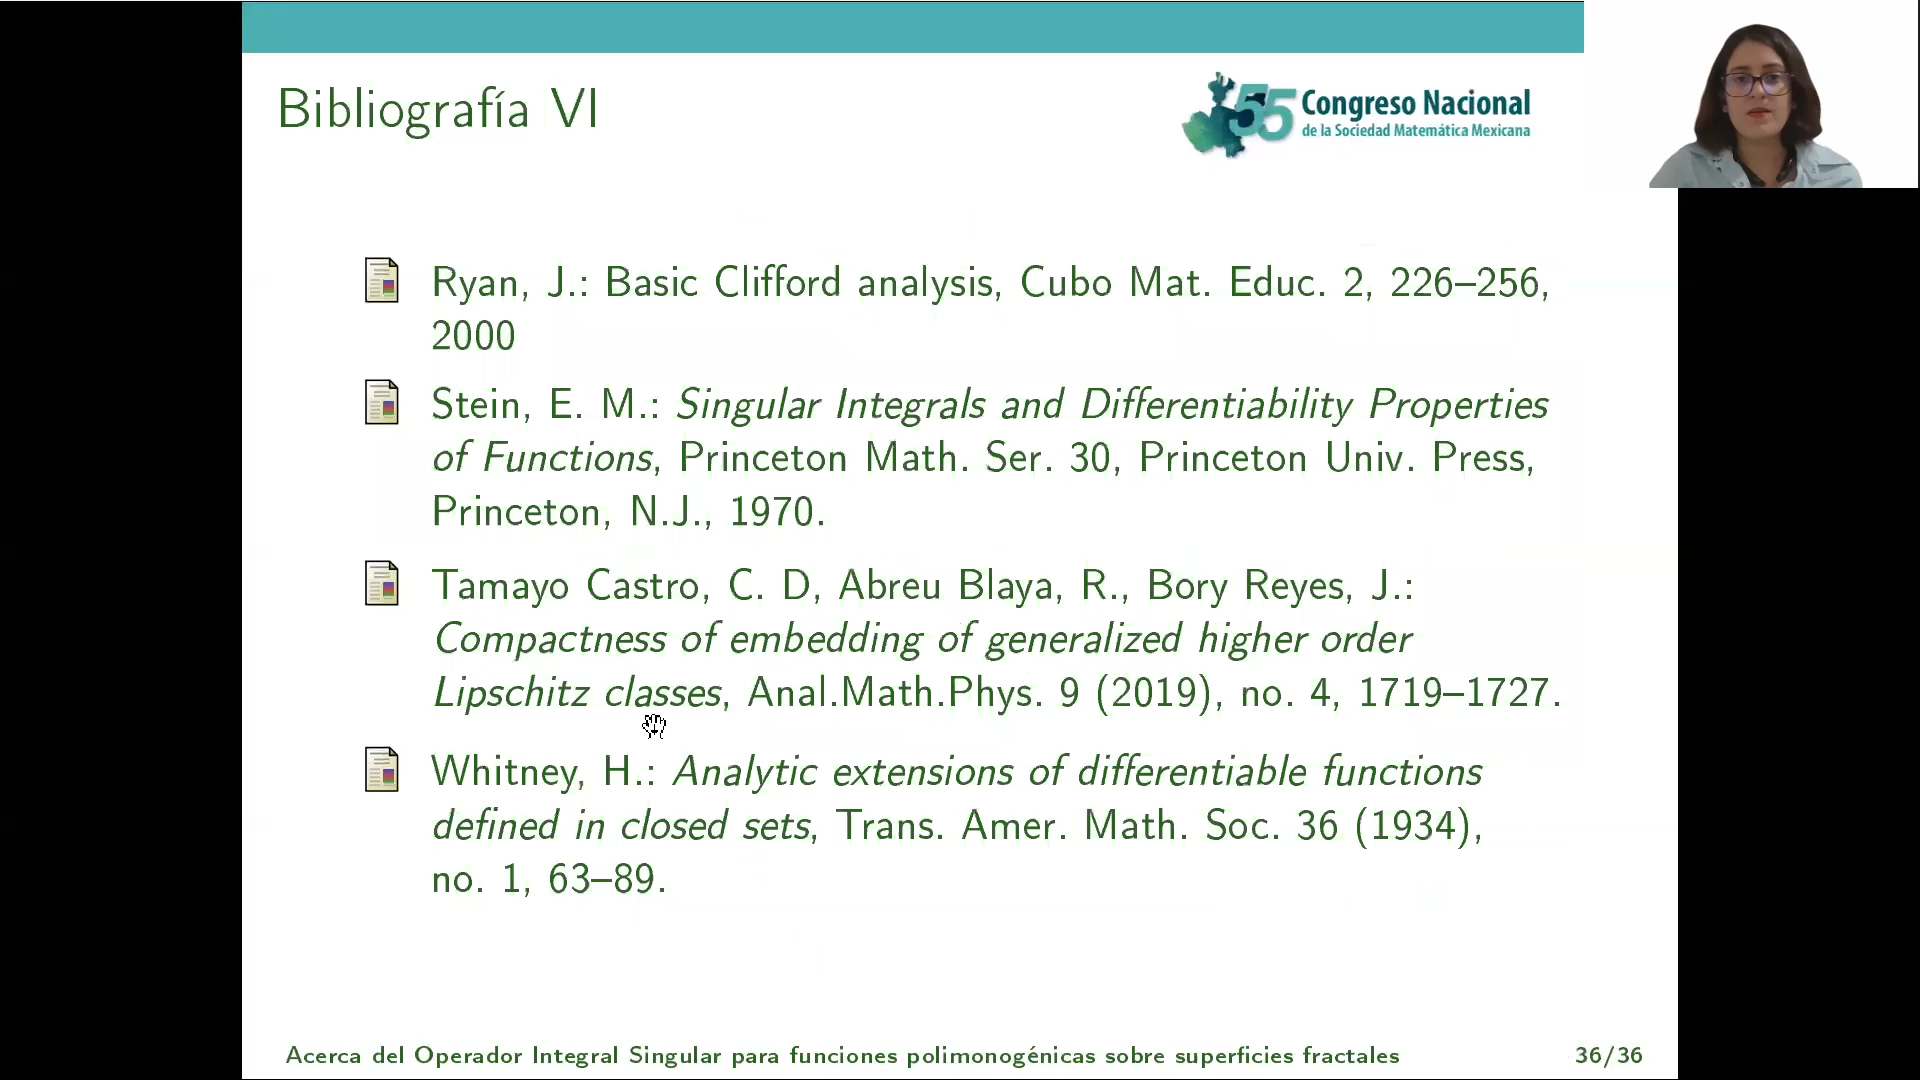 Bibliografía VI
55 Congreso Nacional
de la Sociedad Matemática Mexicana
Ryan, J.: Basic Clifford analysis, Cubo Mat. Educ. 2, 226–256,
2000
Stein, E. M.: Singular Integrals and Differentiability Properties
of Functions, Princeton Math. Ser. 30, Princeton Univ. Press,
Princeton, N.J., 1970.
Tamayo Castro, C. D, Abreu Blaya, R., Bory Reyes, J.:
Compactness of embedding of generalized higher order
Lipschitz classes, Anal.Math.Phys. 9 (2019), no. 4, 1719–1727.
Whitney, H.: Analytic extensions of differentiable functions
defined in closed sets, Trans. Amer. Math. Soc. 36 (1934),
no. 1, 63–89.
Acerca del Operador Integral Singular para funciones polimonogénicas sobre superficies fractales 36/36